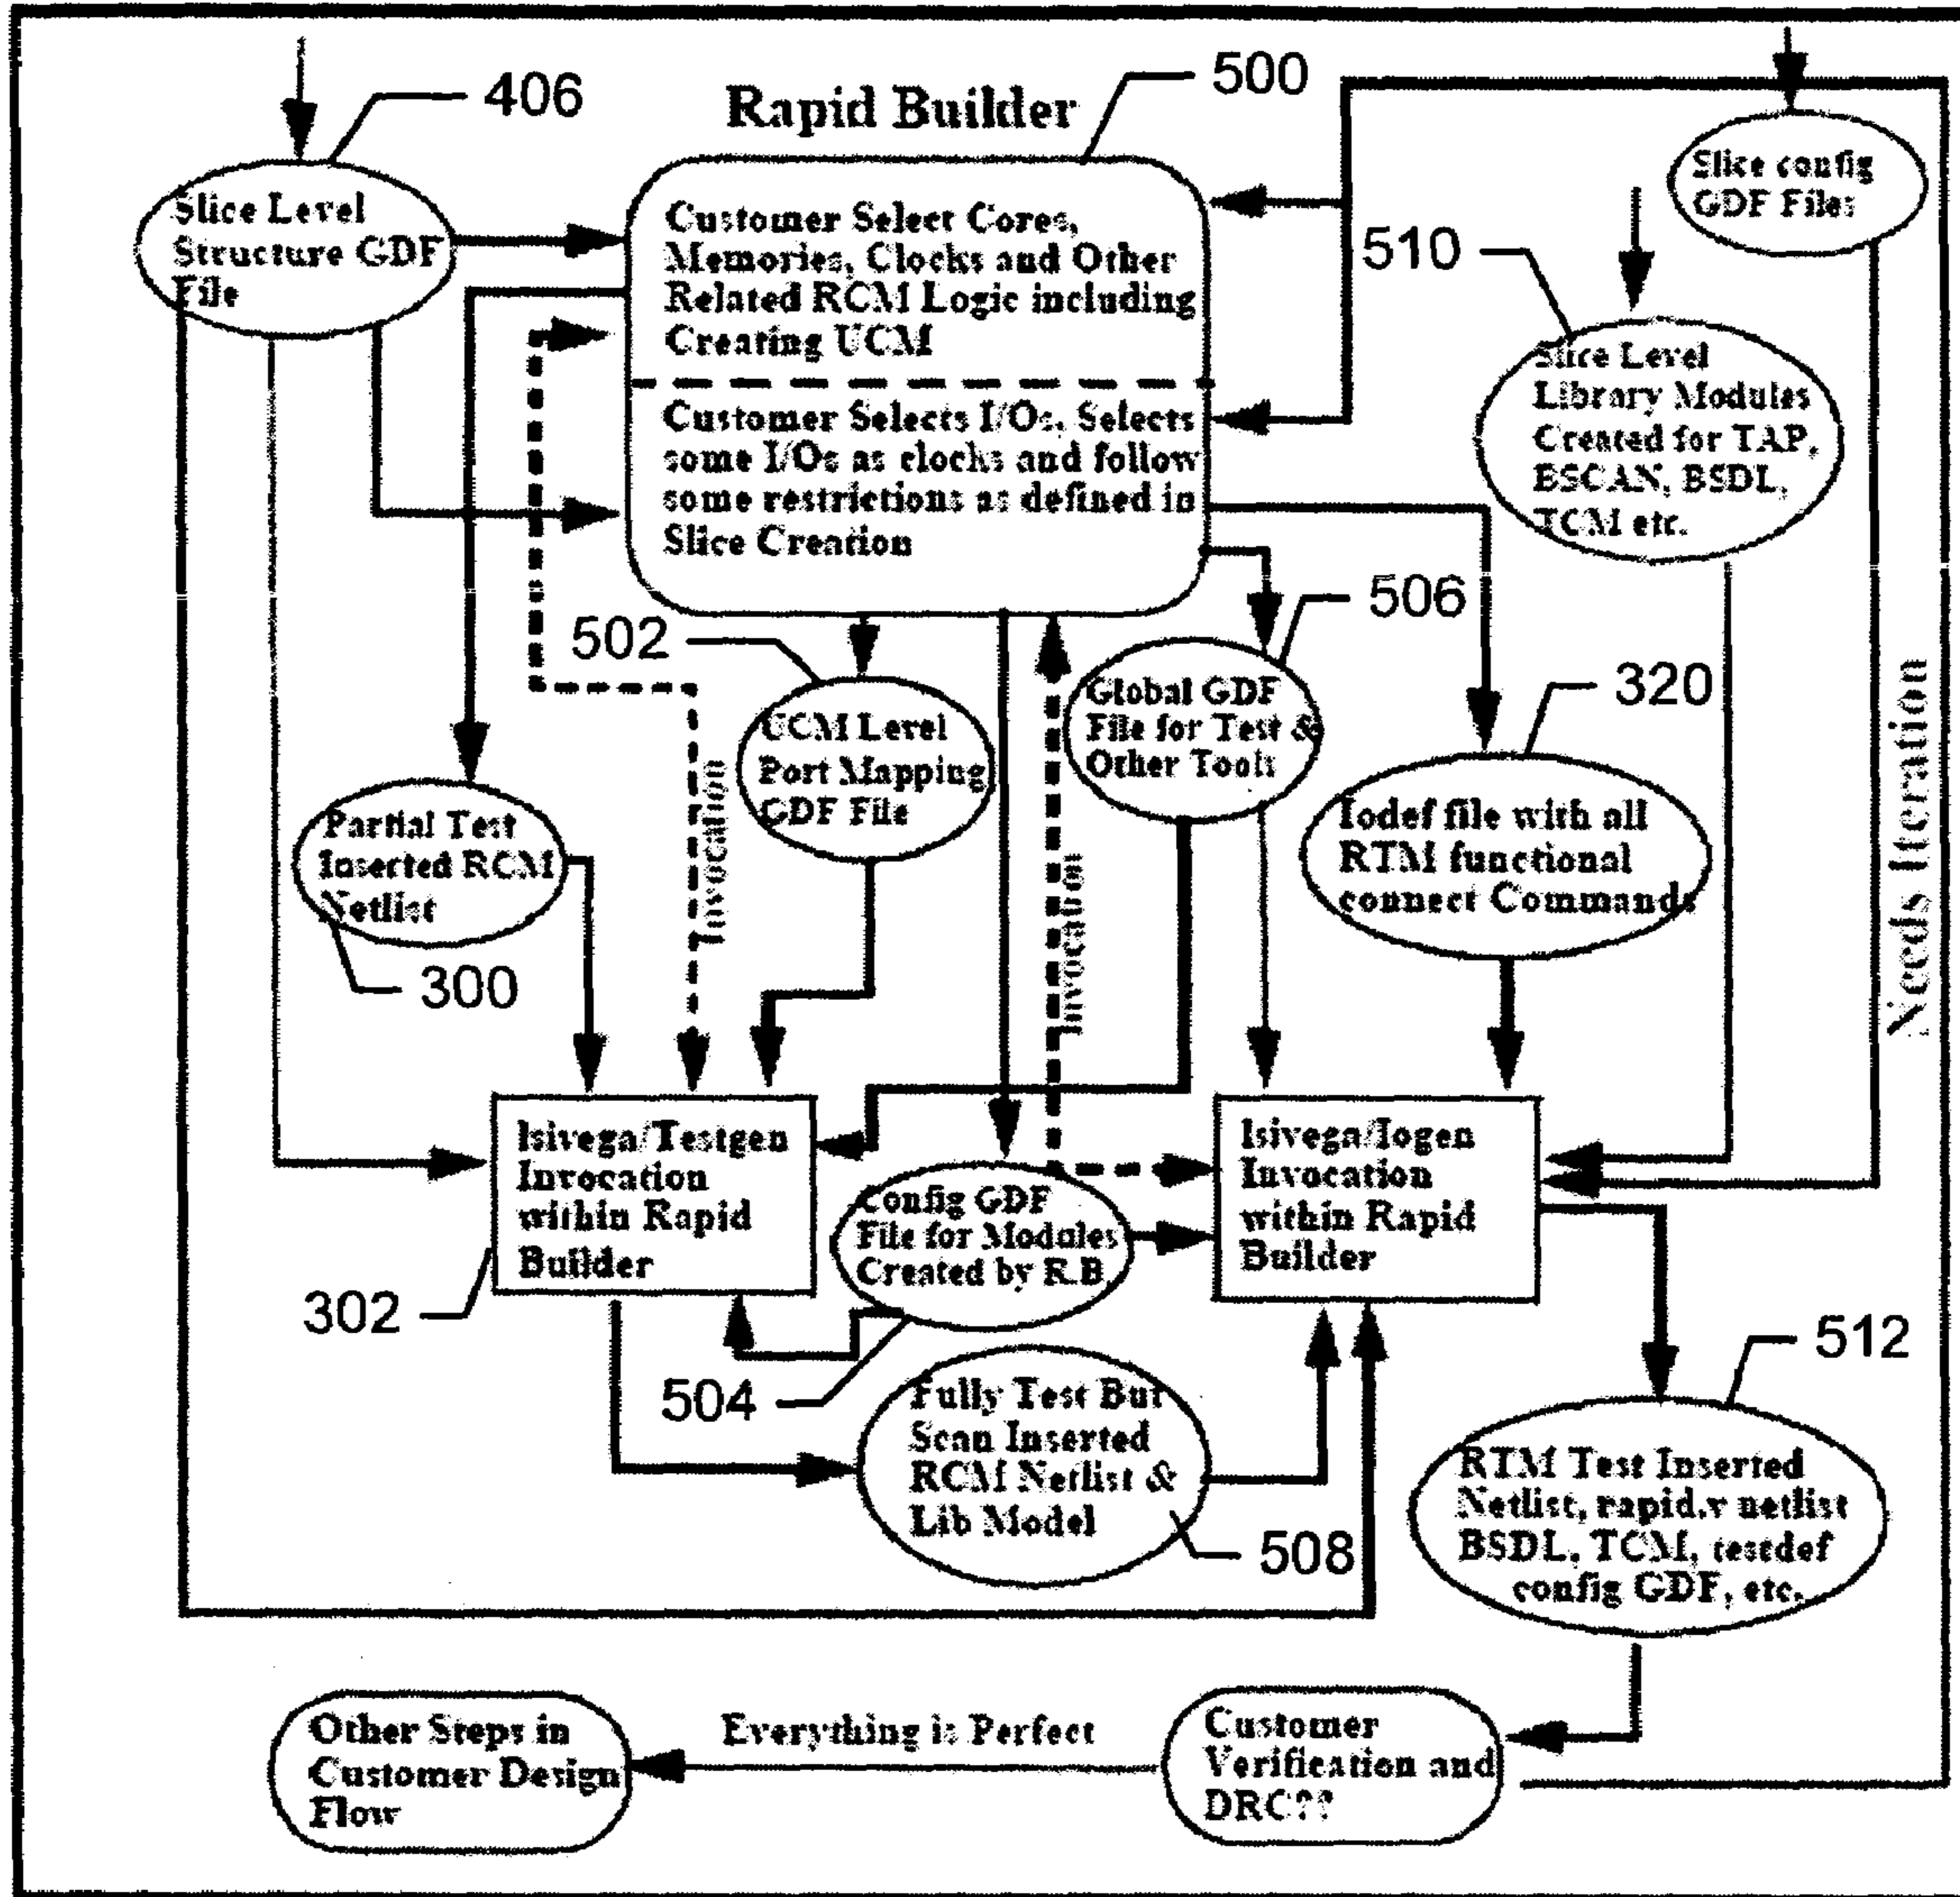 500
406
Rapid Builder
Slice config
GDF Files
Slice Level
Structure GDF
File
Customer Select Cores,
Memories, Clocks and Other
Related RCM Logic including
Creating UCM
510
Customer Selects I/Os. Selects
some I/Os as clocks and follow
some restrictions as defined in
Slice Creation
Slice Level
Library Modules
Created for TAP,
BSCAN, BSDL,
TCM etc.
506
502
320
Global GDF
File for Test &
Other Tools
UCM Level
Port Mapping
GDF File
Invocation
Invocation
Needs Iteration
Partial Test
Inserted RCM
Netlist
300
Iodef file with all
RTM functional
connect Commands
Isivega/Testgen
Invocation
within Rapid
Builder
302
Config GDF
File for Modules
Created by R.B.
504
Isivega/Iogen
Invocation
within Rapid
Builder
512
Fully Test But
Scan Inserted
RCM Netlist &
Lib Model
508
RTM Test Inserted
Netlist, rapid.v netlist
BSDL, TCM, testdef
config GDF, etc.
Other Steps in
Customer Design
Flow
Everything is Perfect
Customer
Verification and
DRC??